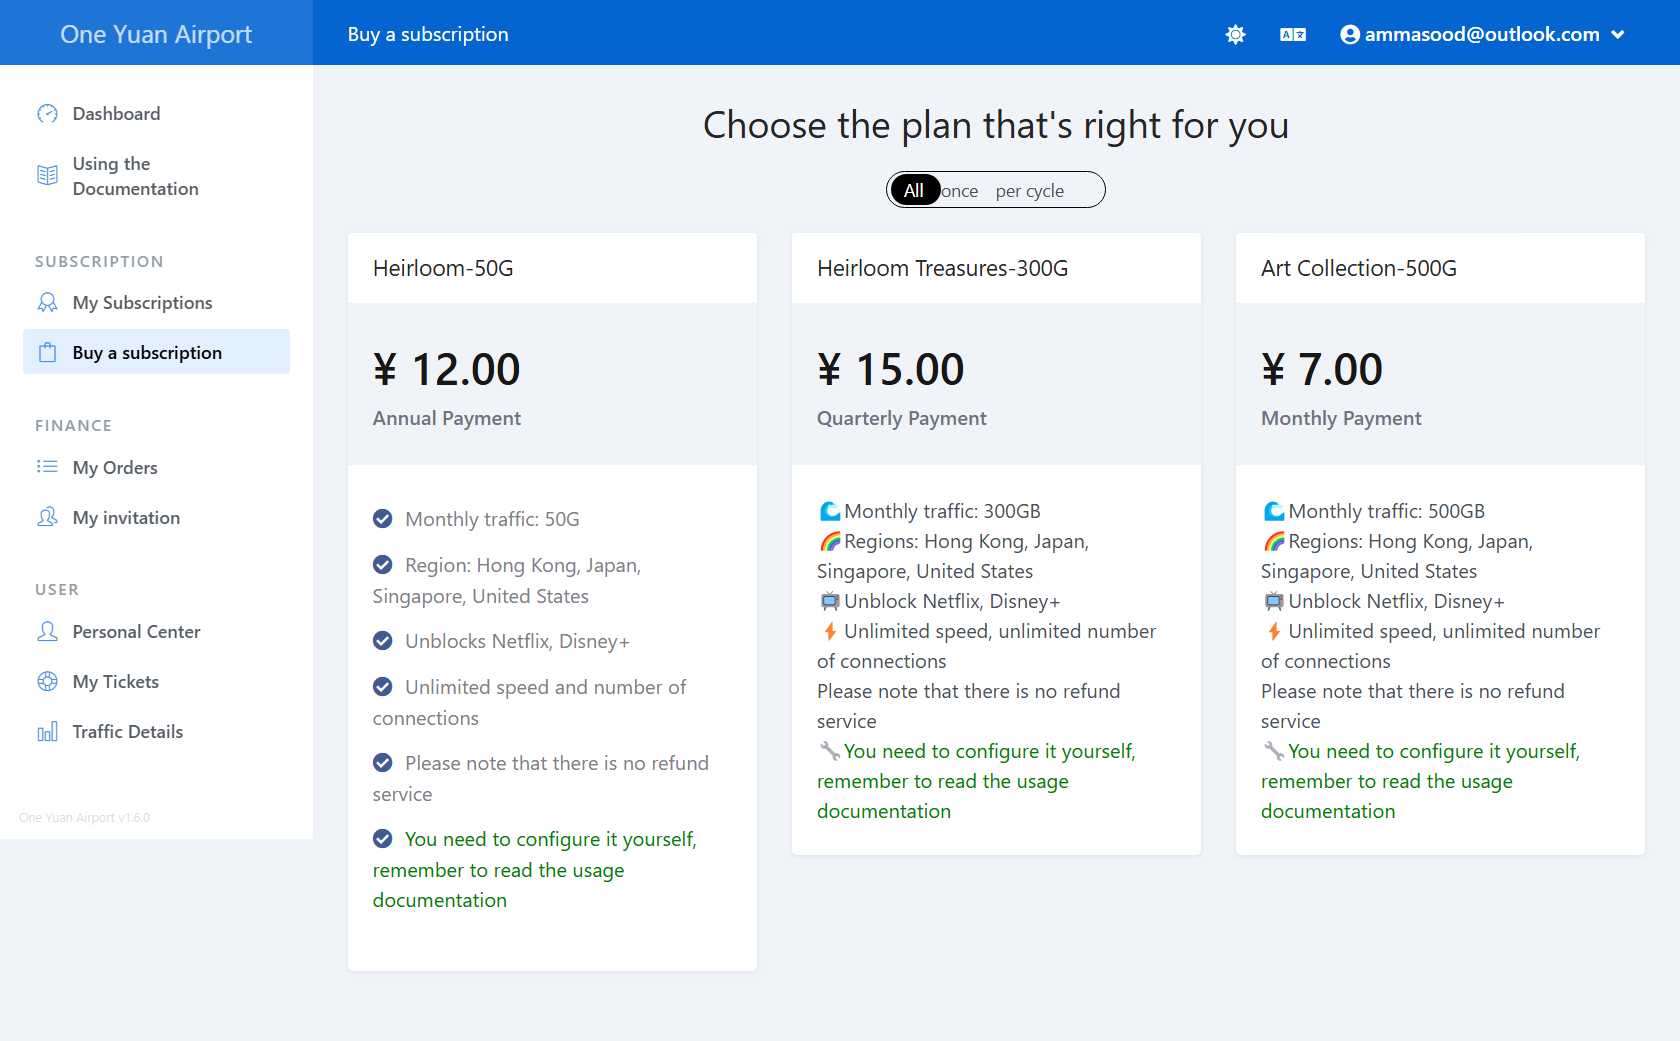 One Yuan Airport
Buy a subscription
ammasood@outlook.com
Dashboard
Using the
Documentation
SUBSCRIPTION
My Subscriptions
Buy a subscription
FINANCE
My Orders
My invitation
USER
Personal Center
My Tickets
Traffic Details
One Yuan Airport v1.6.0
Choose the plan that's right for you
All once per cycle
Heirloom-50G
¥ 12.00
Annual Payment
Monthly traffic: 50G
Region: Hong Kong, Japan,
Singapore, United States
Unblocks Netflix, Disney+
Unlimited speed and number of
connections
Please note that there is no refund
service
You need to configure it yourself,
remember to read the usage
documentation
Heirloom Treasures-300G
¥ 15.00
Quarterly Payment
🌊Monthly traffic: 300GB
🌈Regions: Hong Kong, Japan,
Singapore, United States
📺Unblock Netflix, Disney+
⚡Unlimited speed, unlimited number
of connections
Please note that there is no refund
service
🔧You need to configure it yourself,
remember to read the usage
documentation
Art Collection-500G
¥ 7.00
Monthly Payment
🌊Monthly traffic: 500GB
🌈Regions: Hong Kong, Japan,
Singapore, United States
📺Unblock Netflix, Disney+
⚡Unlimited speed, unlimited number
of connections
Please note that there is no refund
service
🔧You need to configure it yourself,
remember to read the usage
documentation